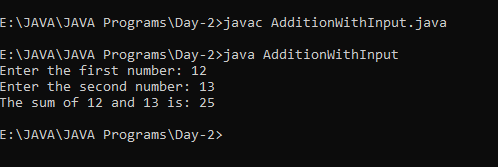 E:\JAVA\JAVA Programs\Day-2>javac AdditionWithInput.java
E:\JAVA\JAVA Programs\Day-2>java AdditionWithInput
Enter the first number: 12
Enter the second number: 13
The sum of 12 and 13 is: 25
E:\JAVA\JAVA Programs\Day-2>